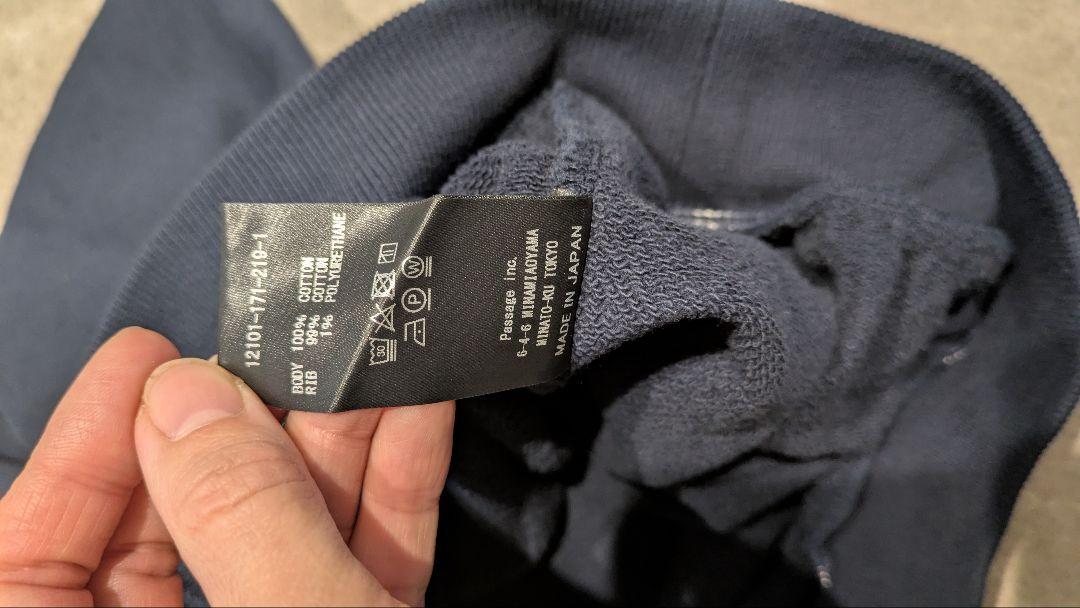 12101-171-219-1
BODY 100% COTTON
RIB 99% COTTON
1% POLYURETHANE
30
P W
Passage inc.
6-4-6 MINAMIAOYAMA
MINATO-KU TOKYO
MADE IN JAPAN